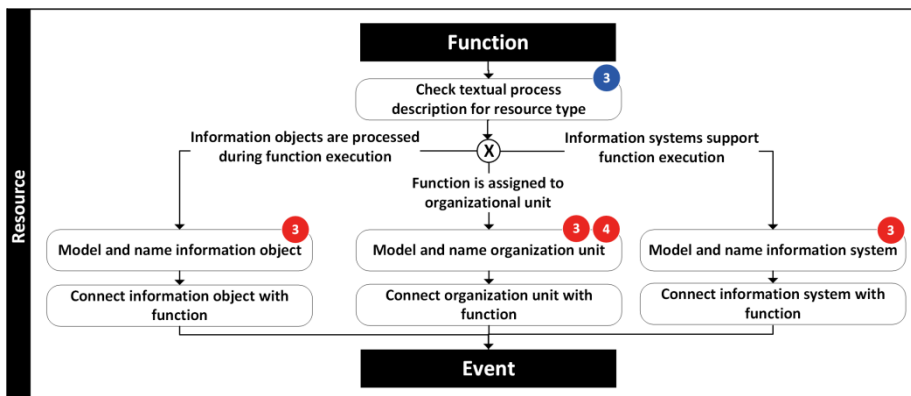 Resource
Function
3
Check textual process
description for resource type
Information objects are processed
during function execution
X
Information systems support
function execution
Function is assigned to
organizational unit
3
Model and name information object
3 4
Model and name organization unit
3
Model and name information system
Connect information object with
function
Connect organization unit with
function
Connect information system with
function
Event